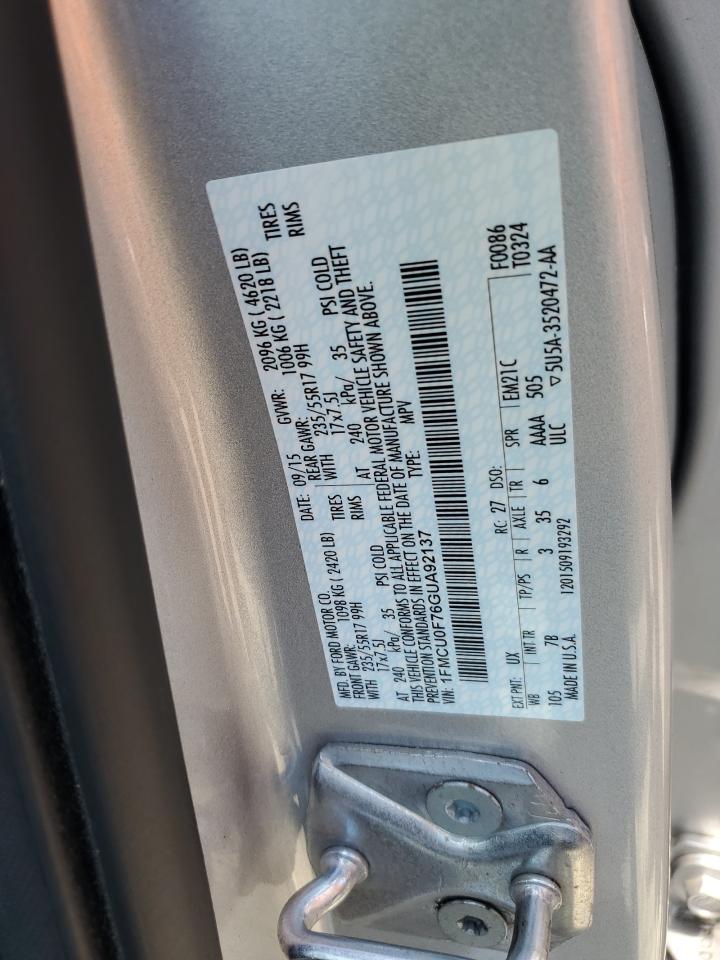 MFD. BY FORD MOTOR CO. DATE: 09/15 GVWR: 2096 KG ( 4620 LB)
FRONT GAWR: 1098 KG ( 2420 LB) REAR GAWR: 1006 KG ( 2218 LB)
WITH 235/55R17 99H TIRES WITH 235/55R17 99H TIRES
17x7.5J RIMS 17x7.5J RIMS
AT 240 kPa/ 35 PSI COLD AT 240 kPa/ 35 PSI COLD
THIS VEHICLE CONFORMS TO ALL APPLICABLE FEDERAL MOTOR VEHICLE SAFETY AND THEFT
PREVENTION STANDARDS IN EFFECT ON THE DATE OF MANUFACTURE SHOWN ABOVE.
VIN: 1FMCU0F76GUA92137 TYPE: MPV
EXT PNT: UX RC: 27 DSO: F0086
WB INT TR TP/PS R AXLE TR SPR EM21C T0324
105 7B 3 35 6 AAAA 505
MADE IN U.S.A. 1201509193292 ULC ▽5U5A-3520472-AA